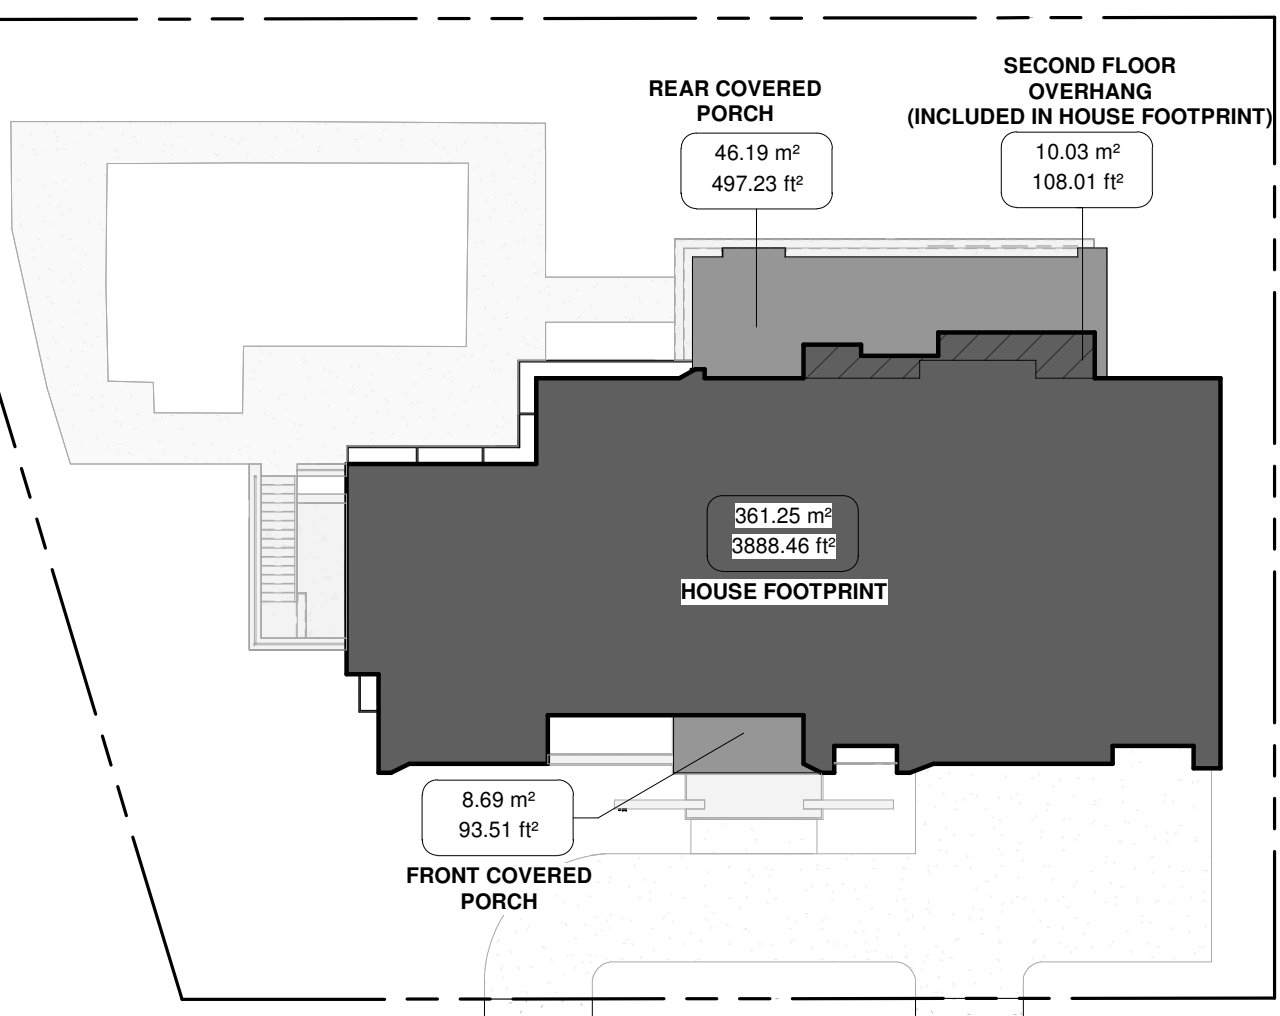 REAR COVERED
PORCH
46.19 m²
497.23 ft²
SECOND FLOOR
OVERHANG
(INCLUDED IN HOUSE FOOTPRINT)
10.03 m²
108.01 ft²
361.25 m²
3888.46 ft²
HOUSE FOOTPRINT
8.69 m²
93.51 ft²
FRONT COVERED
PORCH